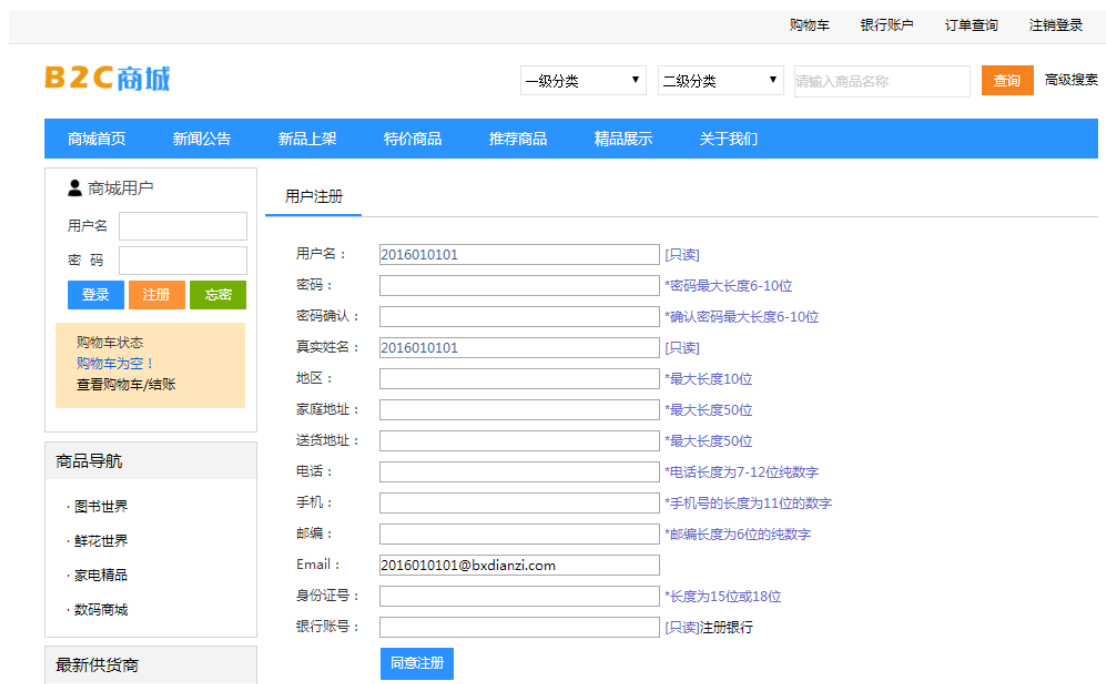 购物车 银行账户 订单查询 注销登录
B2C商城 一级分类 二级分类 请输入商品名称 查询 高级搜索
商城首页 新闻公告 新品上架 特价商品 推荐商品 精品展示 关于我们
商城用户
用户名
密 码
登录 注册 忘密
购物车状态
购物车为空！
查看购物车/结账
商品导航
· 图书世界
· 鲜花世界
· 家电精品
· 数码商城
最新供货商
用户注册
用户名： 2016010101 [只读]
密码： *密码最大长度6-10位
密码确认： *确认密码最大长度6-10位
真实姓名： 2016010101 [只读]
地区： *最大长度10位
家庭地址： *最大长度50位
送货地址： *最大长度50位
电话： *电话长度为7-12位纯数字
手机： *手机号的长度为11位的数字
邮编： *邮编长度为6位的纯数字
Email： 2016010101@bxdianzi.com
身份证号： *长度为15位或18位
银行账号： [只读]注册银行
同意注册